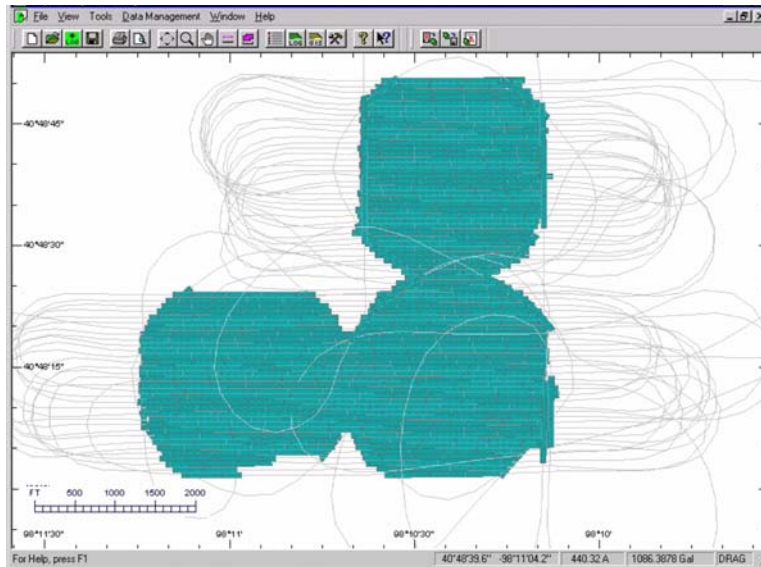 File View Tools Data Management Window Help
LOG
40°48'45"
40°48'30"
40°48'15"
FT 500 1000 1500 2000
98°11'30" 98°11' 98°10'30" 98°10'
For Help, press F1 40°48'39.6" -98°11'04.2" 440.32 A 1086.3878 Gal DRAG